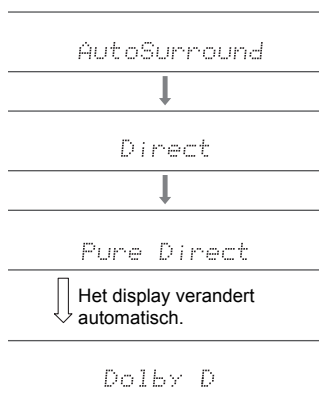 AutoSurround
Direct
Pure Direct
Het display verandert
automatisch.
Dolby D